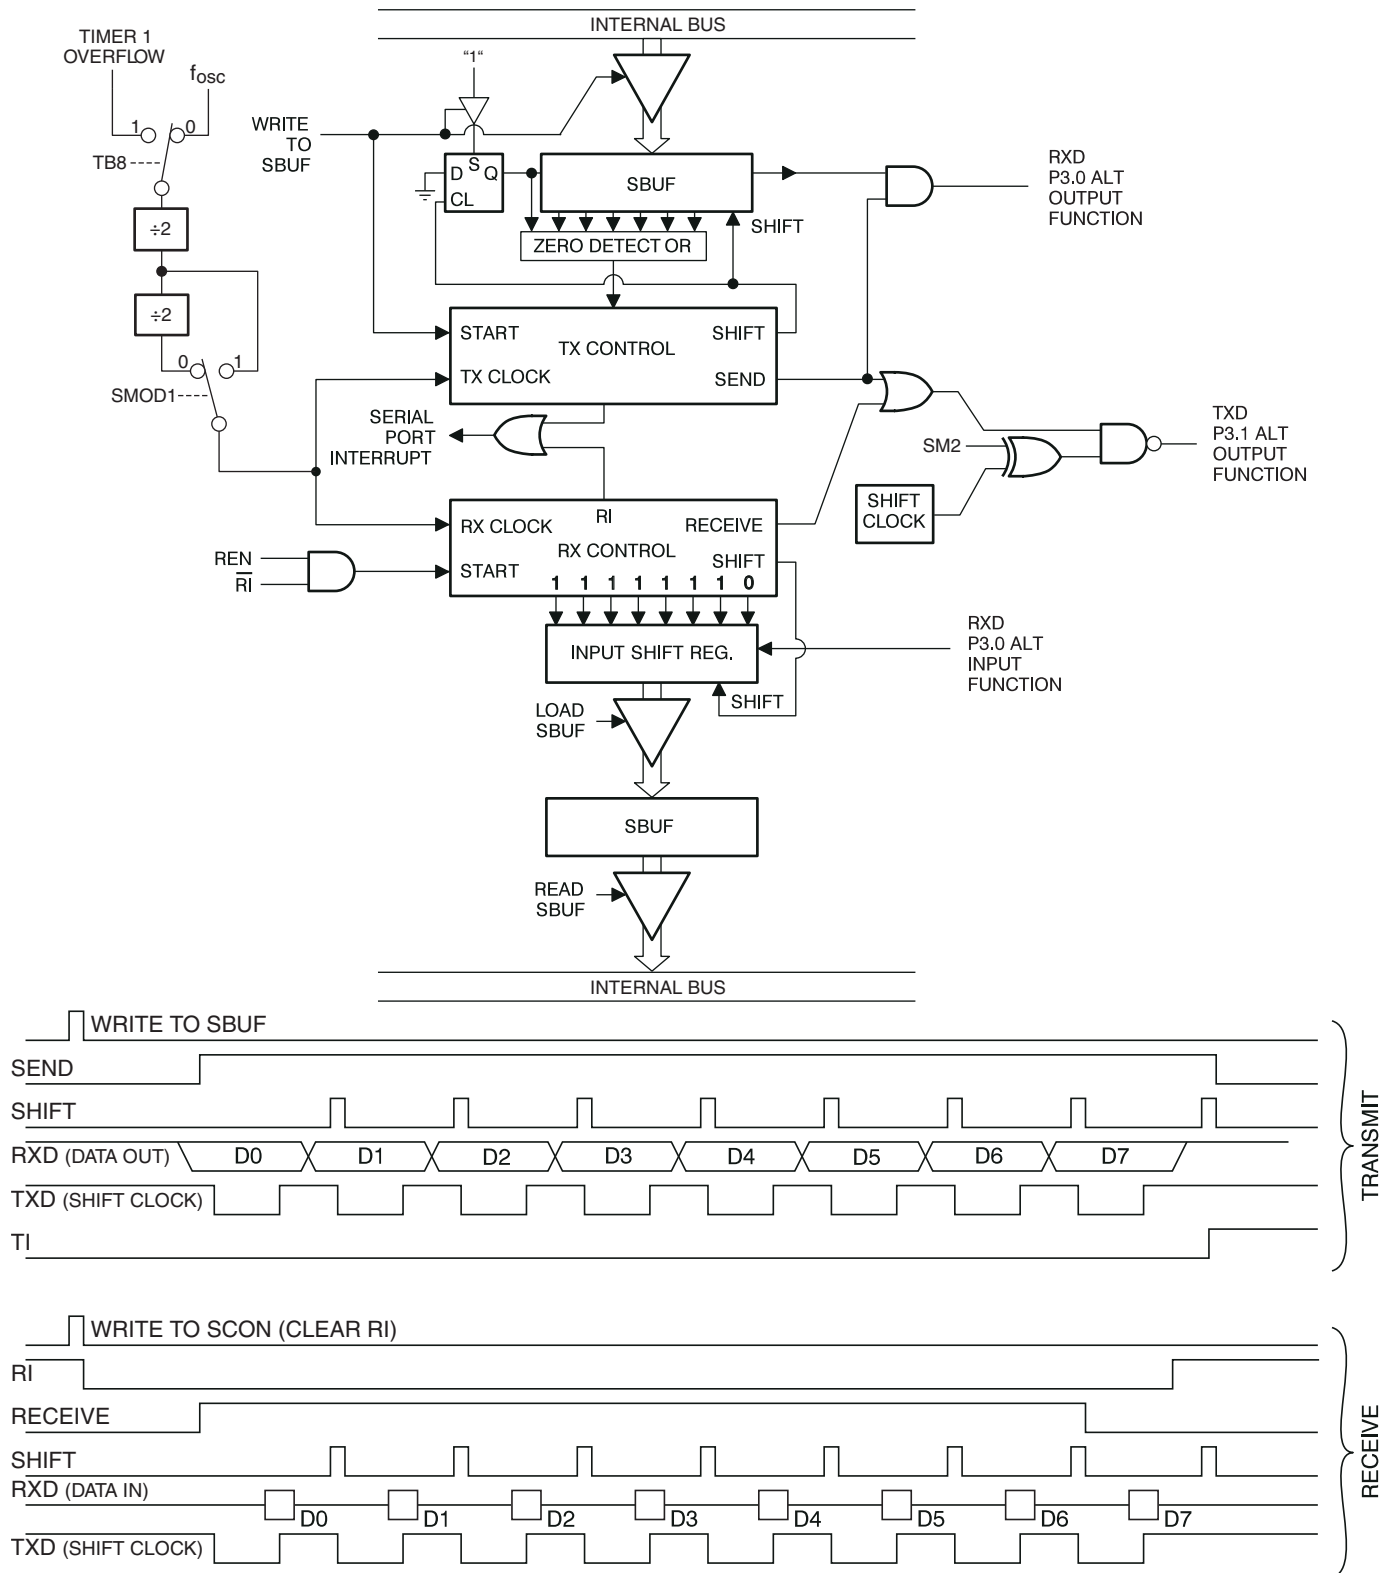 INTERNAL BUS
TIMER 1
OVERFLOW
fosc
"1"
1
0
TB8
÷2
÷2
0
1
SMOD1
WRITE
TO
SBUF
S
D
Q
CL
SBUF
SHIFT
ZERO DETECT OR
RXD
P3.0 ALT
OUTPUT
FUNCTION
START
SHIFT
TX CONTROL
TX CLOCK
SEND
SERIAL
PORT
INTERRUPT
SM2
TXD
P3.1 ALT
OUTPUT
FUNCTION
SHIFT
CLOCK
RX CLOCK
RI
RECEIVE
RX CONTROL
SHIFT
REN
RI
START
1 1 1 1 1 1 1 0
INPUT SHIFT REG.
RXD
P3.0 ALT
INPUT
FUNCTION
SHIFT
LOAD
SBUF
SBUF
READ
SBUF
INTERNAL BUS
WRITE TO SBUF
SEND
SHIFT
RXD (DATA OUT)
D0 D1 D2 D3 D4 D5 D6 D7
TXD (SHIFT CLOCK)
TI
TRANSMIT
WRITE TO SCON (CLEAR RI)
RI
RECEIVE
SHIFT
RXD (DATA IN)
D0 D1 D2 D3 D4 D5 D6 D7
TXD (SHIFT CLOCK)
RECEIVE